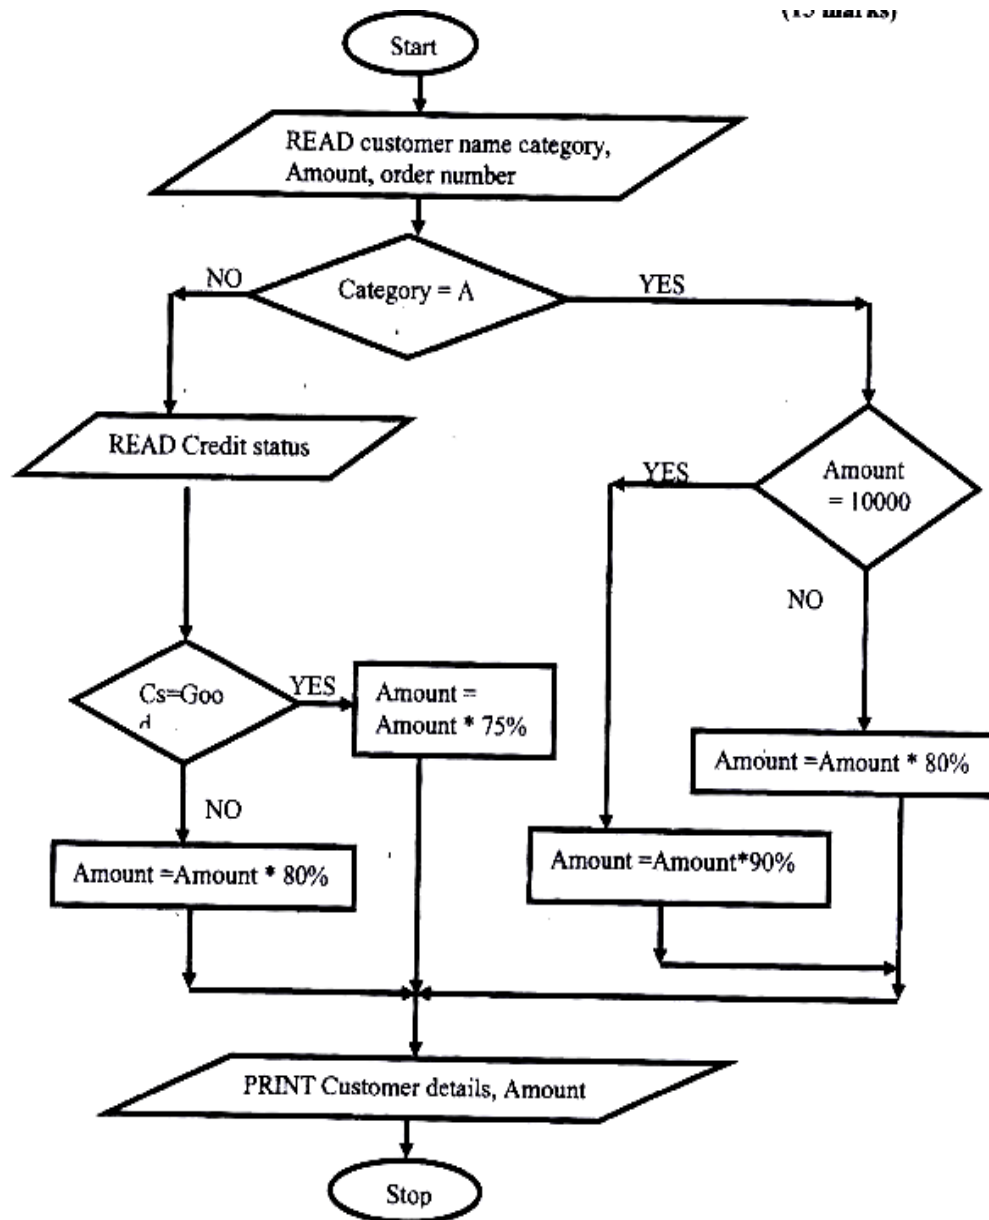 (15 marks)
Start
READ customer name category,
Amount, order number
Category = A
NO
YES
READ Credit status
YES
Amount
= 10000
NO
Cs=Goo
d
YES
Amount =
Amount * 75%
Amount =Amount * 80%
NO
Amount =Amount * 80%
Amount =Amount*90%
PRINT Customer details, Amount
Stop